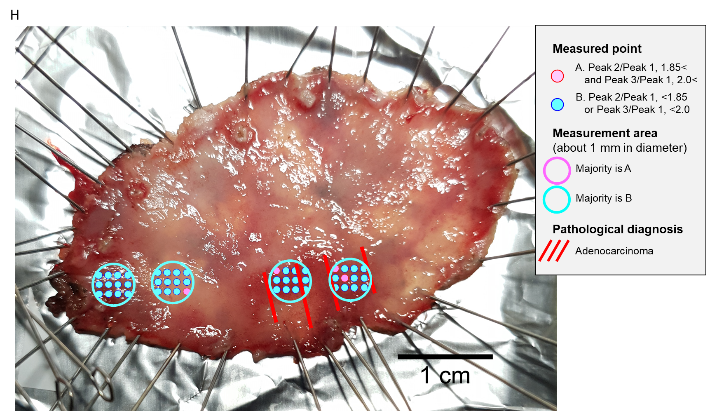 H
Measured point
A. Peak 2/Peak 1, 1.85<
and Peak 3/Peak 1, 2.0<
B. Peak 2/Peak 1, <1.85
or Peak 3/Peak 1, <2.0
Measurement area
(about 1 mm in diameter)
Majority is A
Majority is B
Pathological diagnosis
Adenocarcinoma
1 cm